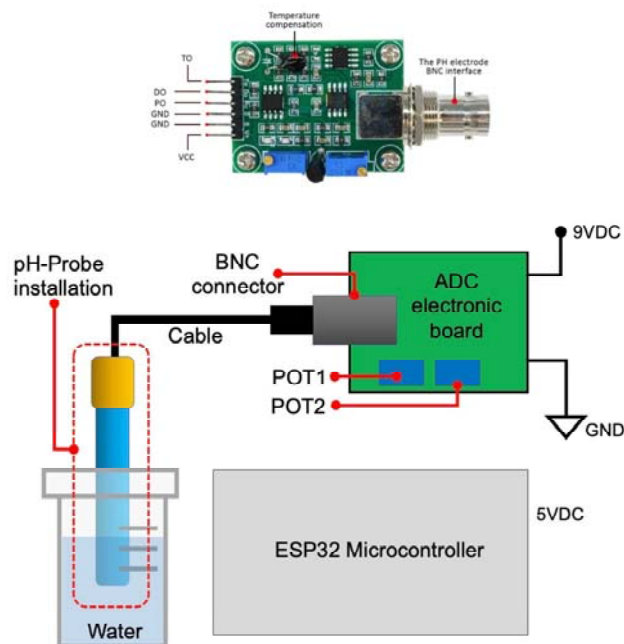 Temperature
compensation
TO
DO
PO
GND
GND
VCC
The PH electrode
BNC interface
9VDC
pH-Probe
installation
BNC
connector
ADC
electronic
board
Cable
POT1
POT2
GND
5VDC
ESP32 Microcontroller
Water